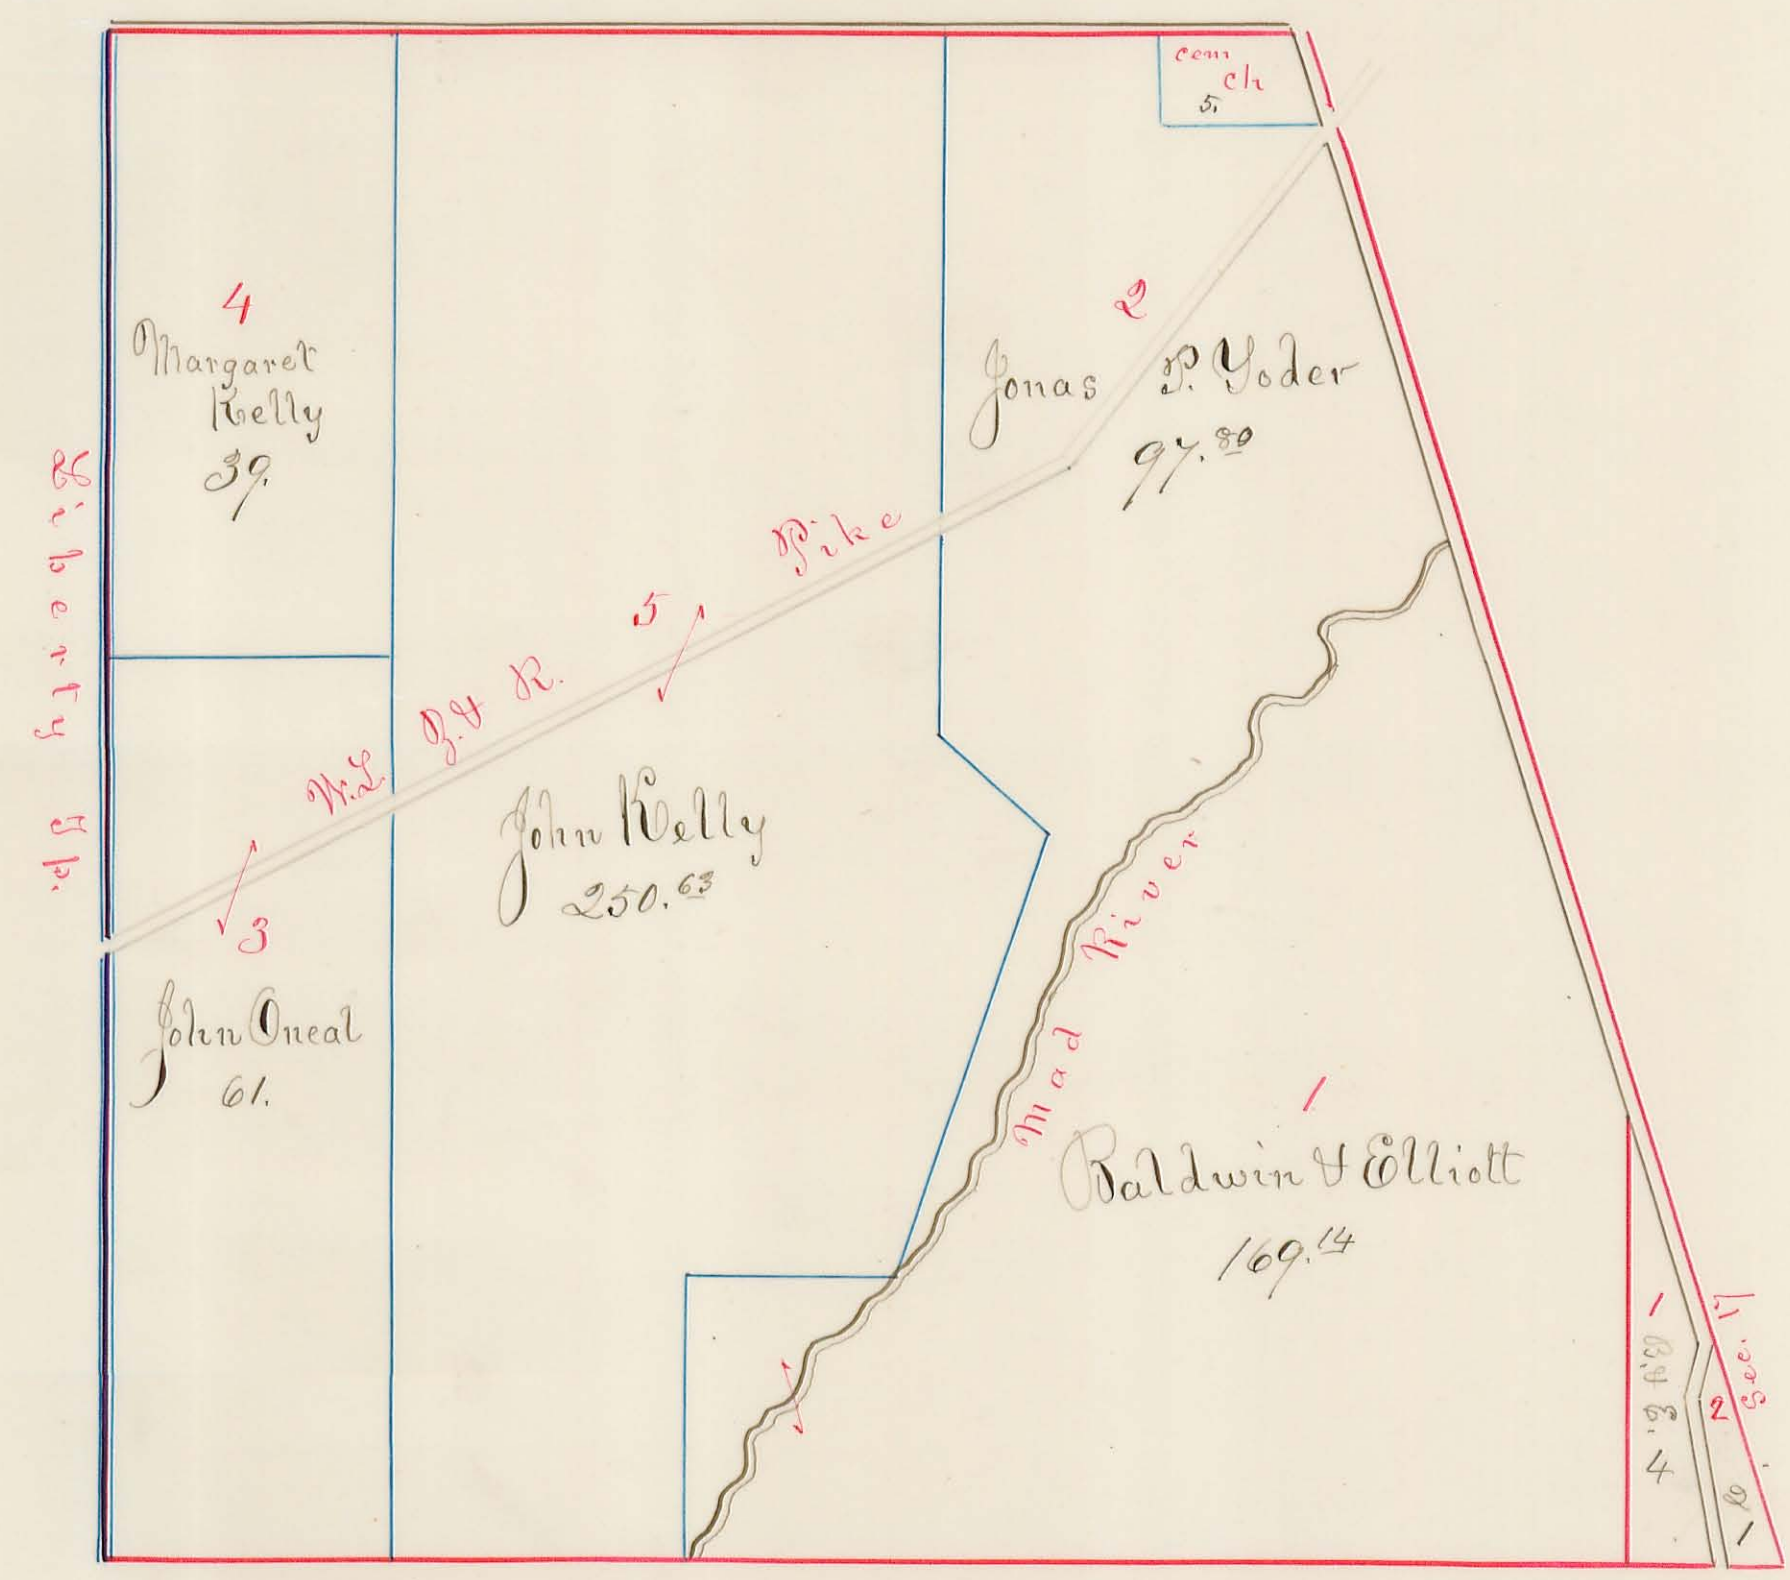 cem
ch
5.
4
Margaret
Kelly
39.
2
Jonas P. Yoder
97.80
Liberty Tp.
W.L. Z. & R. Pike
5
3
John Kelly
250.63
John Oneal
61.
Mad River
1
Baldwin & Elliott
169.14
1
B. & E. 4
Sec. 17
2
1